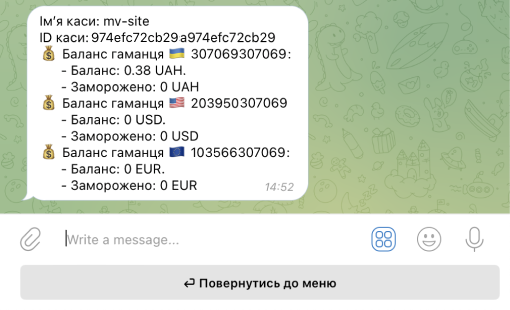 Ім'я каси: mv-site
ID каси: 974efc72cb29a974efc72cb29
💰 Баланс гаманця 🇺🇦 307069307069:
- Баланс: 0.38 UAH.
- Заморожено: 0 UAH
💰 Баланс гаманця 🇺🇸 203950307069
- Баланс: 0 USD.
- Заморожено: 0 USD
💰 Баланс гаманця 🇪🇺 103566307069:
- Баланс: 0 EUR.
- Заморожено: 0 EUR
14:52
Write a message...
↩ Повернутись до меню